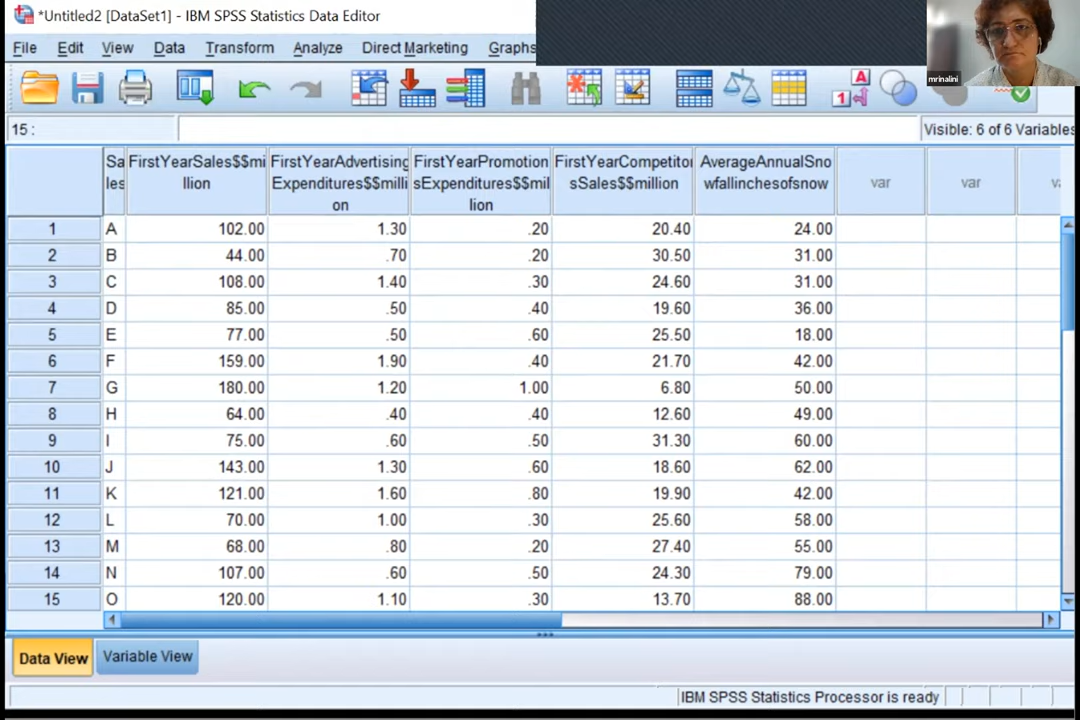 *Untitled2 [DataSet1] - IBM SPSS Statistics Data Editor
File Edit View Data Transform Analyze Direct Marketing Graphs
mrinalini
15 :
Visible: 6 of 6 Variables
Sales FirstYearSales$$million FirstYearAdvertisingExpenditures$$million FirstYearPromotionsExpenditures$$million FirstYearCompetitorsSales$$million AverageAnnualSnowfallinchesofsnow var var va
1 A 102.00 1.30 .20 20.40 24.00
2 B 44.00 .70 .20 30.50 31.00
3 C 108.00 1.40 .30 24.60 31.00
4 D 85.00 .50 .40 19.60 36.00
5 E 77.00 .50 .60 25.50 18.00
6 F 159.00 1.90 .40 21.70 42.00
7 G 180.00 1.20 1.00 6.80 50.00
8 H 64.00 .40 .40 12.60 49.00
9 I 75.00 .60 .50 31.30 60.00
10 J 143.00 1.30 .60 18.60 62.00
11 K 121.00 1.60 .80 19.90 42.00
12 L 70.00 1.00 .30 25.60 58.00
13 M 68.00 .80 .20 27.40 55.00
14 N 107.00 .60 .50 24.30 79.00
15 O 120.00 1.10 .30 13.70 88.00
Data View Variable View
IBM SPSS Statistics Processor is ready